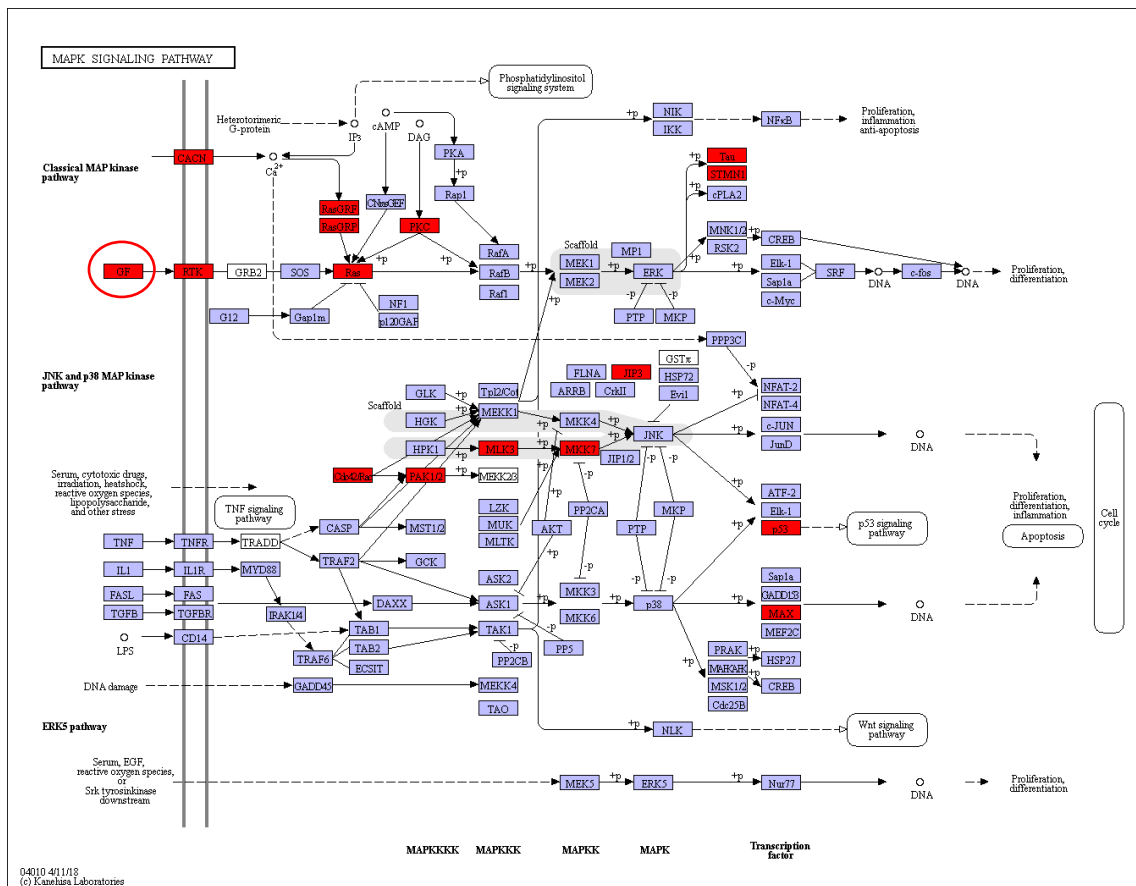 MAPK SIGNALING PATHWAY
Phosphatidylinositol
signaling system
Heterotrimeric
G-protein
IP3
cAMP
DAG
PKA
+p
NIK
IKK
NFκB
Proliferation,
inflammation
anti-apoptosis
Classical MAP kinase
pathway
CACN
Ca2+
Rap1
RasGRF
RasGRP
CNrasGEF
PKC
Tau
STMN1
cPLA2
MNK1/2
RSK2
CREB
GF
RTK
GRB2
SOS
Ras
+p
RafA
RafB
Raf1
+p
Scaffold
MEK1
MEK2
+p
MP1
ERK
+p
Elk-1
Sap1a
c-Myc
SRF
DNA
c-fos
DNA
Proliferation,
differentiation
G12
Gap1m
NF1
p120GAP
-p
-p
PTP
MKP
PPP3C
-p
JNK and p38 MAP kinase
pathway
GLK
HGK
HPK1
Scaffold
Tpl2/Cot
MEKK1
MLK3
MEKK2/3
FLNA
JIP3
ARRB
CrkII
GSTπ
HSP72
Evi1
MKK4
MKK7
JIP1/2
JNK
NFAT-2
NFAT-4
c-JUN
JunD
DNA
Cdc42/Rac
PAK1/2
LZK
MUK
MLTK
PP2CA
AKT
PTP
MKP
ATF-2
Elk-1
p53
p53 signaling
pathway
Proliferation,
differentiation,
inflammation
Apoptosis
Cell
cycle
Serum, cytotoxic drugs,
irradiation, heatshock,
reactive oxygen species,
lipopolysaccharide,
and other stress
TNF signaling
pathway
CASP
MST1/2
TNF
TNFR
TRADD
TRAF2
GCK
IL1
IL1R
MYD88
ASK2
MKK3
FASL
FAS
DAXX
ASK1
MKK6
p38
Sap1a
GADD153
MAX
MEF2C
DNA
TGFB
TGFBR
IRAK1/4
LPS
CD14
TAB1
TAK1
TAB2
ECSIT
TRAF6
PP2CB
PP5
PRAK
MAPKAPK
MSK1/2
Cdc25B
HSP27
CREB
DNA damage
GADD45
MEKK4
TAO
ERK5 pathway
NLK
Wnt signaling
pathway
Serum, EGF,
reactive oxygen species,
or
Srk tyrosinkinase
downstream
MEK5
+p
ERK5
+p
Nur77
DNA
Proliferation,
differentiation
MAPKKKK
MAPKKK
MAPKK
MAPK
Transcription
factor
04010 4/11/18
(c) Kanehisa Laboratories